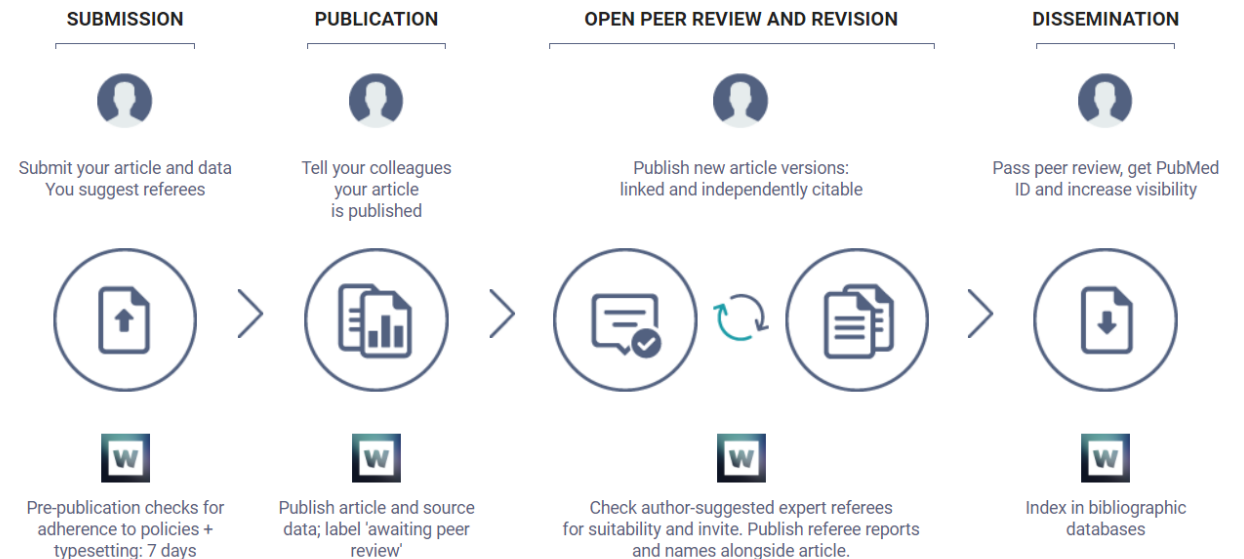 SUBMISSION
PUBLICATION
OPEN PEER REVIEW AND REVISION
DISSEMINATION
Submit your article and data
You suggest referees
Tell your colleagues
your article
is published
Publish new article versions:
linked and independently citable
Pass peer review, get PubMed
ID and increase visibility
W
W
W
W
Pre-publication checks for
adherence to policies +
typesetting: 7 days
Publish article and source
data; label 'awaiting peer
review'
Check author-suggested expert referees
for suitability and invite. Publish referee reports
and names alongside article.
Index in bibliographic
databases